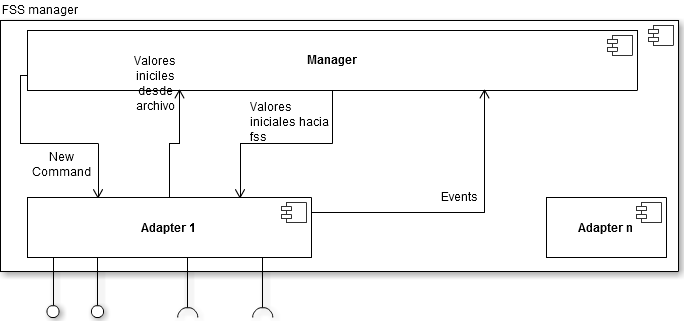 FSS manager
Manager
Valores
iniciles
desde
archivo
Valores
iniciales hacia
fss
New
Command
Events
Adapter 1
Adapter n